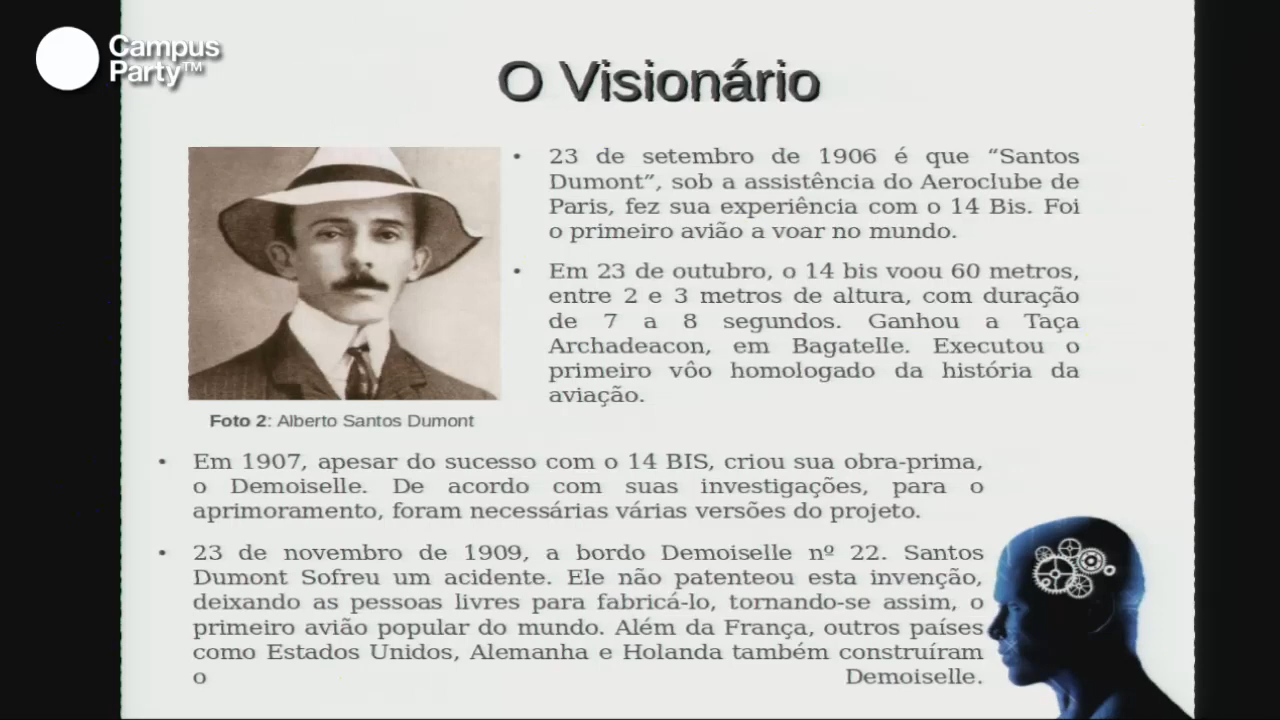 Campus
Party™
O Visionário
• 23 de setembro de 1906 é que “Santos
Dumont”, sob a assistência do Aeroclube de
Paris, fez sua experiência com o 14 Bis. Foi
o primeiro avião a voar no mundo.
• Em 23 de outubro, o 14 bis voou 60 metros,
entre 2 e 3 metros de altura, com duração
de 7 a 8 segundos. Ganhou a Taça
Archadeacon, em Bagatelle. Executou o
primeiro vôo homologado da história da
aviação.
Foto 2: Alberto Santos Dumont
• Em 1907, apesar do sucesso com o 14 BIS, criou sua obra-prima,
o Demoiselle. De acordo com suas investigações, para o
aprimoramento, foram necessárias várias versões do projeto.
• 23 de novembro de 1909, a bordo Demoiselle nº 22. Santos
Dumont Sofreu um acidente. Ele não patenteou esta invenção,
deixando as pessoas livres para fabricá-lo, tornando-se assim, o
primeiro avião popular do mundo. Além da França, outros países
como Estados Unidos, Alemanha e Holanda também construíram
o Demoiselle.